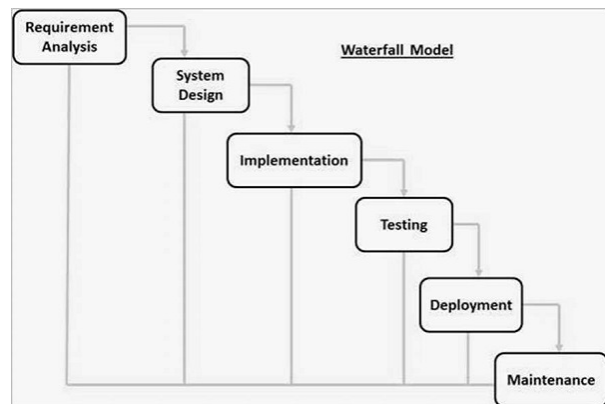 Requirement
Analysis
Waterfall Model
System
Design
Implementation
Testing
Deployment
Maintenance